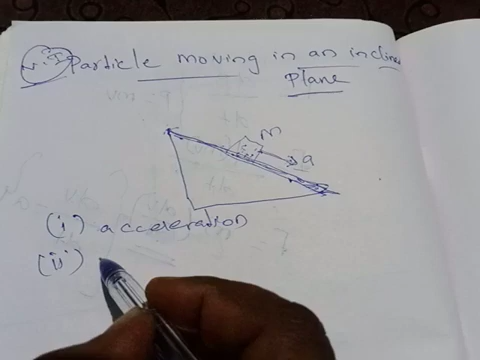 Particle moving in an incline
plane
m
a
(i) acceleration
(ii)